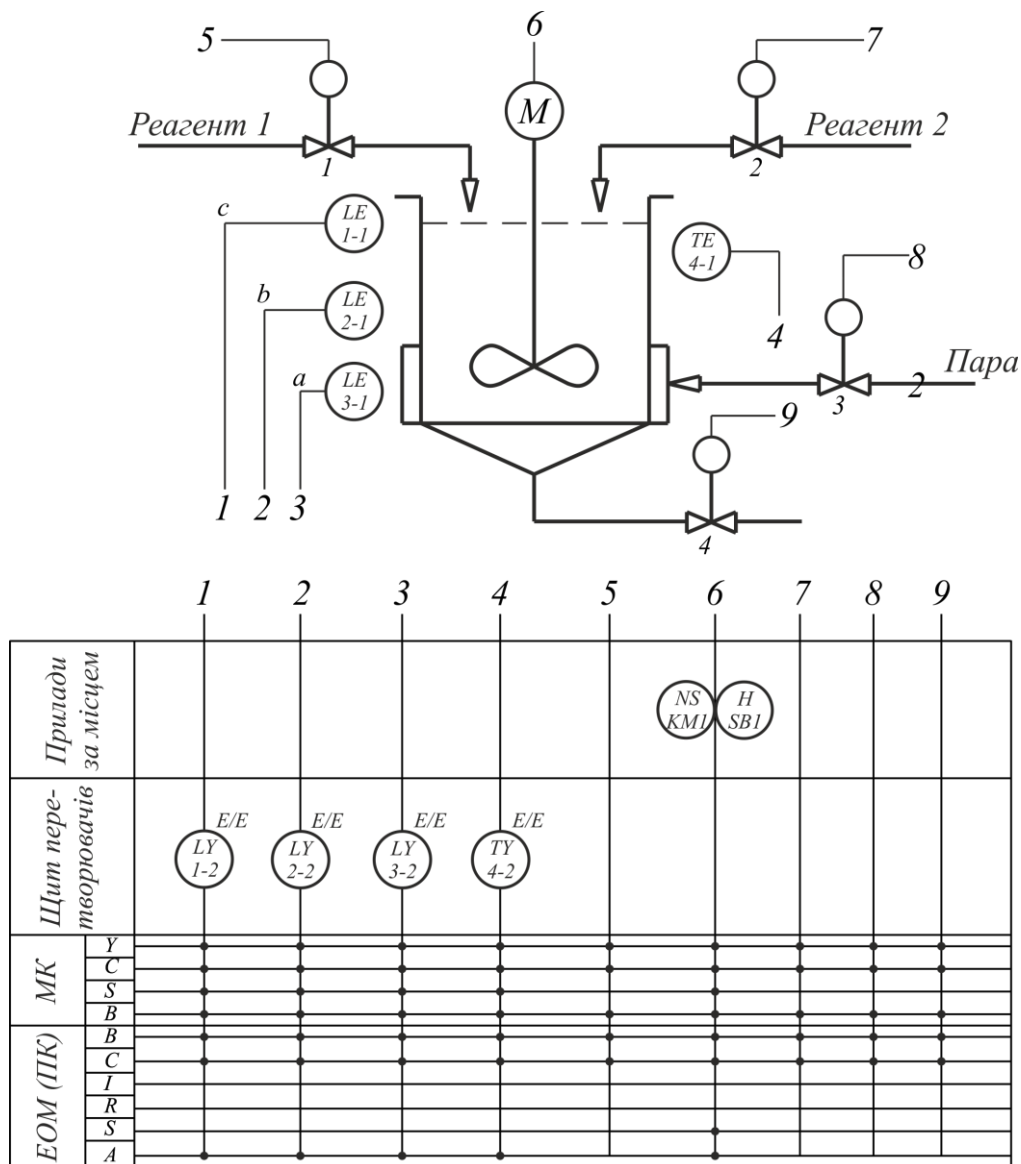 5
6
7
M
Реагент 1
Реагент 2
1
2
c
LE
1-1
TE
4-1
b
LE
2-1
8
4
a
LE
3-1
Пара
2
3
9
1
2
3
4
1
2
3
4
5
6
7
8
9
Прилади
за місцем
NS
KM1
H
SB1
Щит пере-
творювачів
E/E
LY
1-2
E/E
LY
2-2
E/E
LY
3-2
E/E
TY
4-2
МК
Y
C
S
B
ЕОМ (ПК)
B
C
I
R
S
A